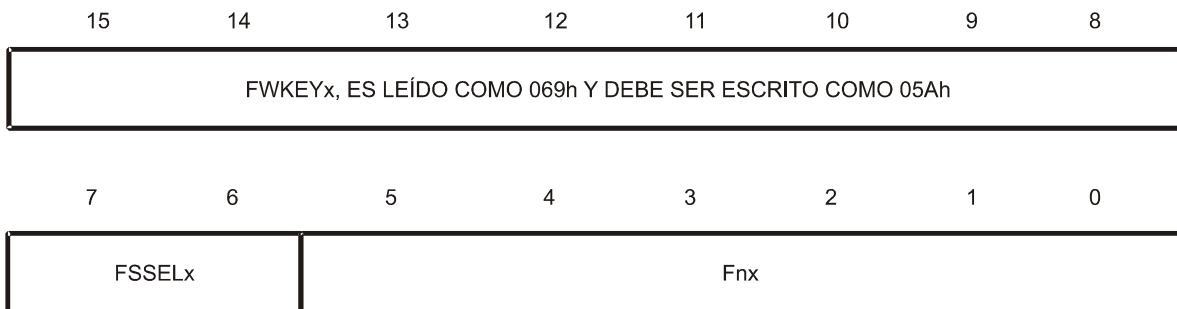 15 14 13 12 11 10 9 8
FWKEYx, ES LEÍDO COMO 069h Y DEBE SER ESCRITO COMO 05Ah
7 6 5 4 3 2 1 0
FSSELx Fnx